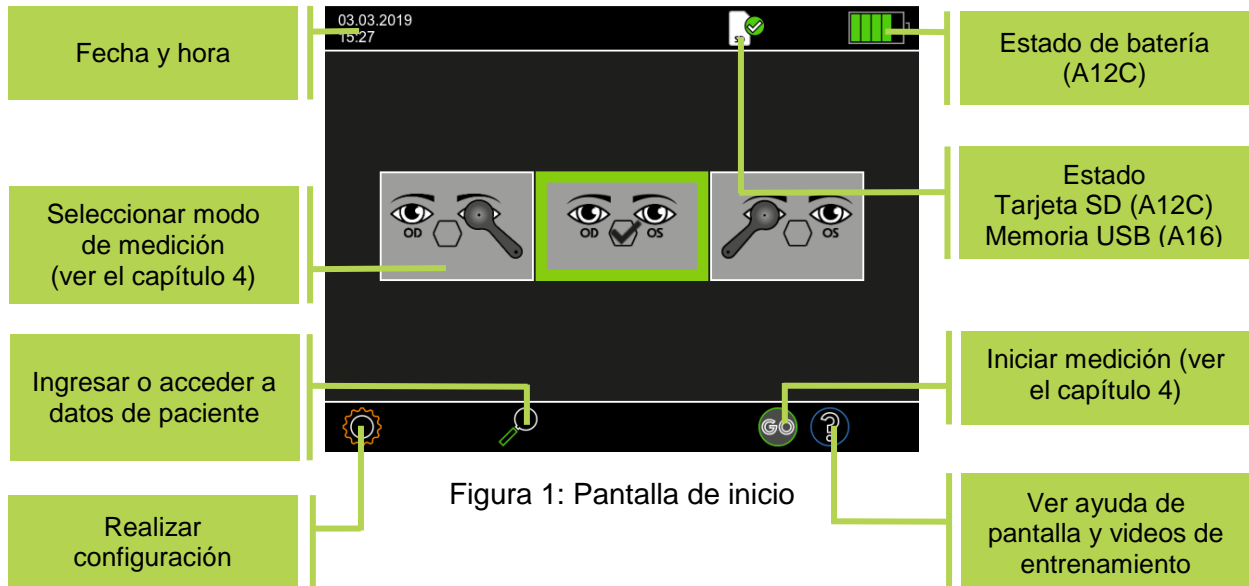 03.03.2019
15:27
SD
Fecha y hora
Estado de batería
(A12C)
Seleccionar modo
de medición
(ver el capítulo 4)
OD
OD
OS
OS
Estado
Tarjeta SD (A12C)
Memoria USB (A16)
Ingresar o acceder a
datos de paciente
Iniciar medición (ver
el capítulo 4)
GO
?
Figura 1: Pantalla de inicio
Realizar
configuración
Ver ayuda de
pantalla y videos de
entrenamiento